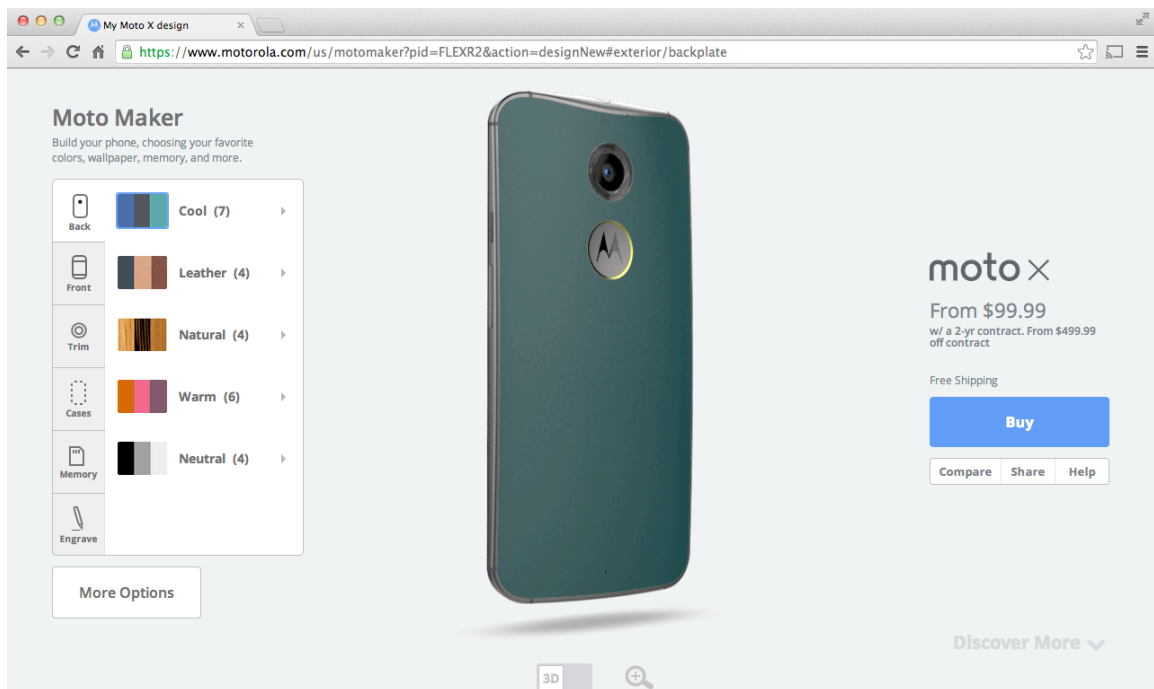 My Moto X design
https://www.motorola.com/us/motomaker?pid=FLEXR2&action=designNew#exterior/backplate
Moto Maker
Build your phone, choosing your favorite
colors, wallpaper, memory, and more.
Back
Front
Trim
Cases
Memory
Engrave
Cool (7)
Leather (4)
Natural (4)
Warm (6)
Neutral (4)
More Options
3D
moto x
From $99.99
w/ a 2-yr contract. From $499.99
off contract
Free Shipping
Buy
Compare Share Help
Discover More